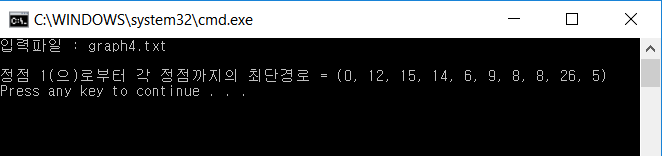 C:\WINDOWS\system32\cmd.exe
입력파일 : graph4.txt
정점 1(으)로부터 각 정점까지의 최단경로 = (0, 12, 15, 14, 6, 9, 8, 8, 26, 5)
Press any key to continue . . .